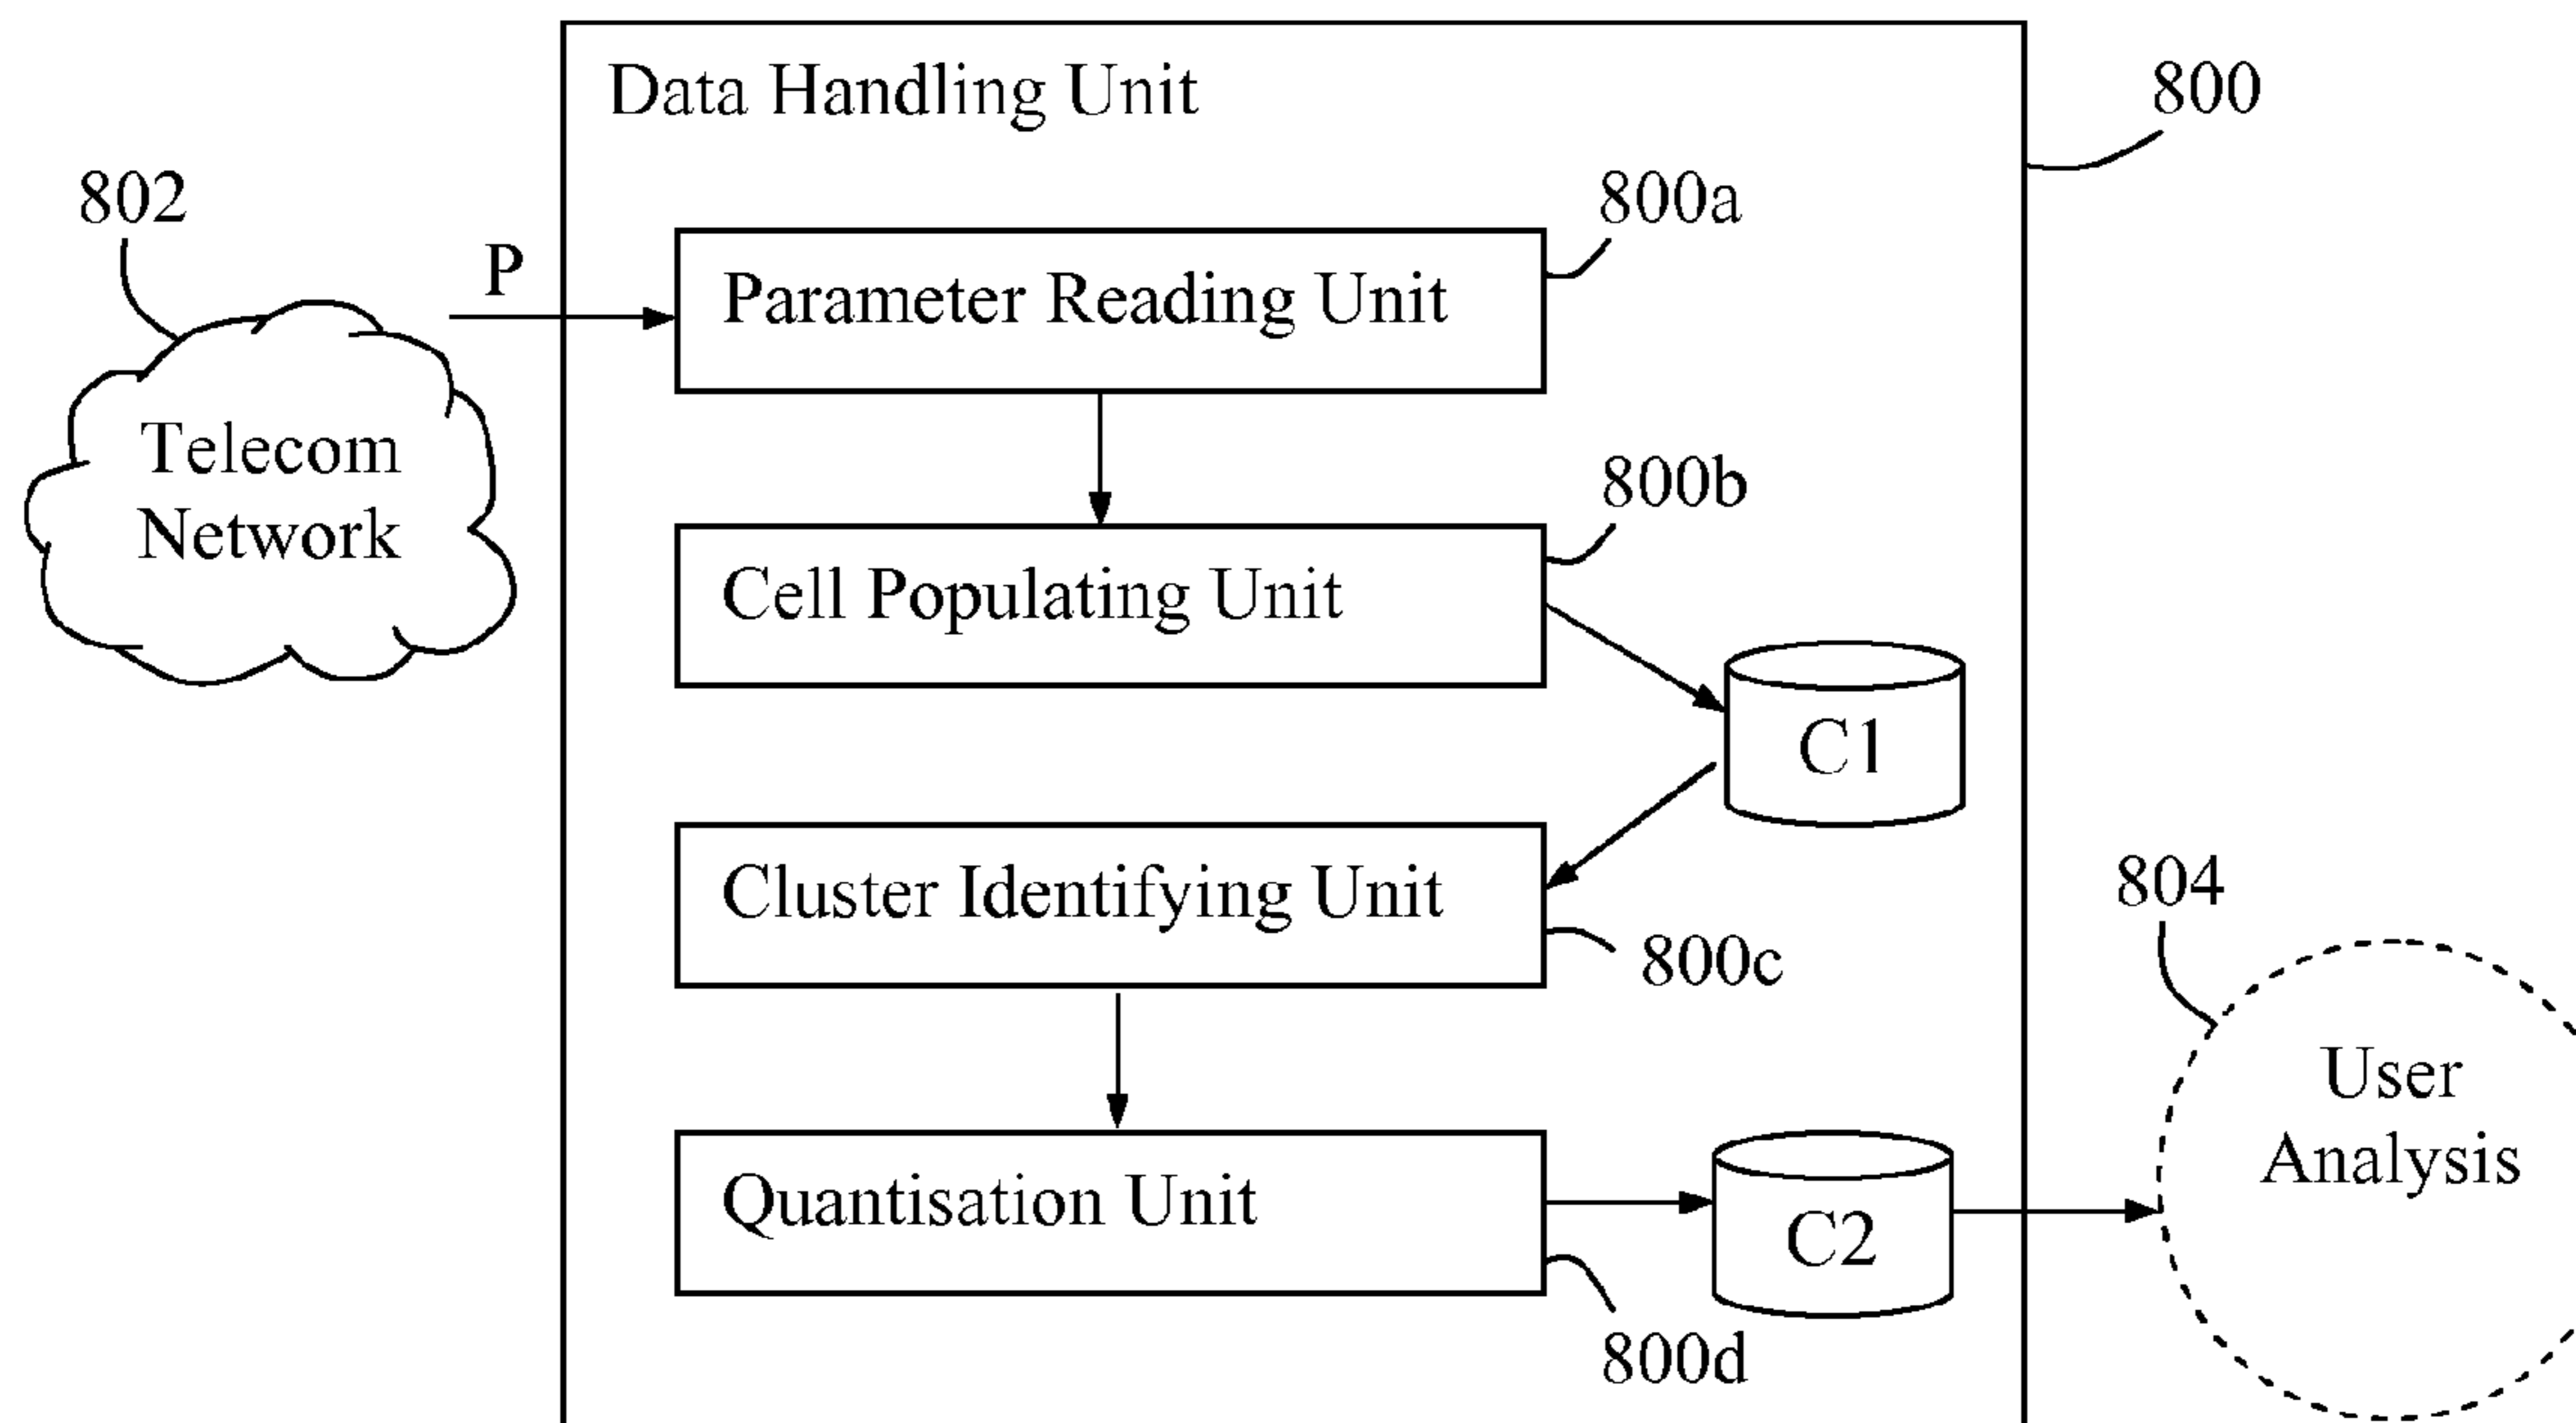 Data Handling Unit
800
802
P
800a
Parameter Reading Unit
Telecom
Network
800b
Cell Populating Unit
C1
Cluster Identifying Unit
800c
804
User
Analysis
Quantisation Unit
C2
800d